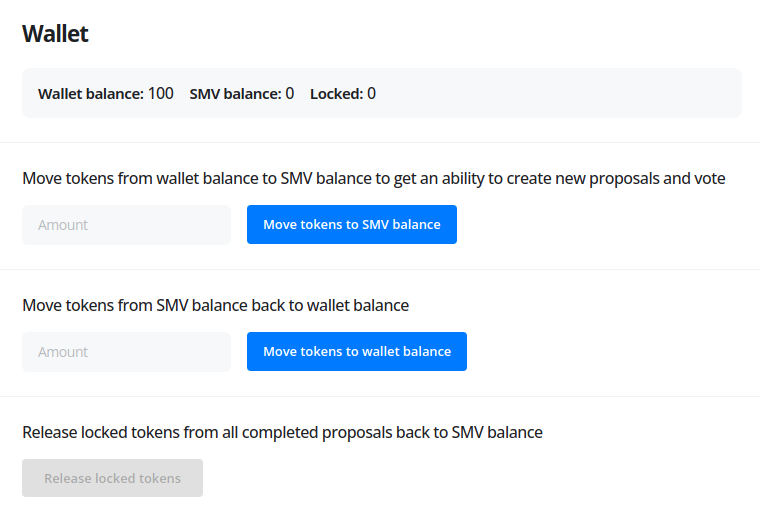 Wallet
Wallet balance: 100 SMV balance: 0 Locked: 0
Move tokens from wallet balance to SMV balance to get an ability to create new proposals and vote
Amount Move tokens to SMV balance
Move tokens from SMV balance back to wallet balance
Amount Move tokens to wallet balance
Release locked tokens from all completed proposals back to SMV balance
Release locked tokens